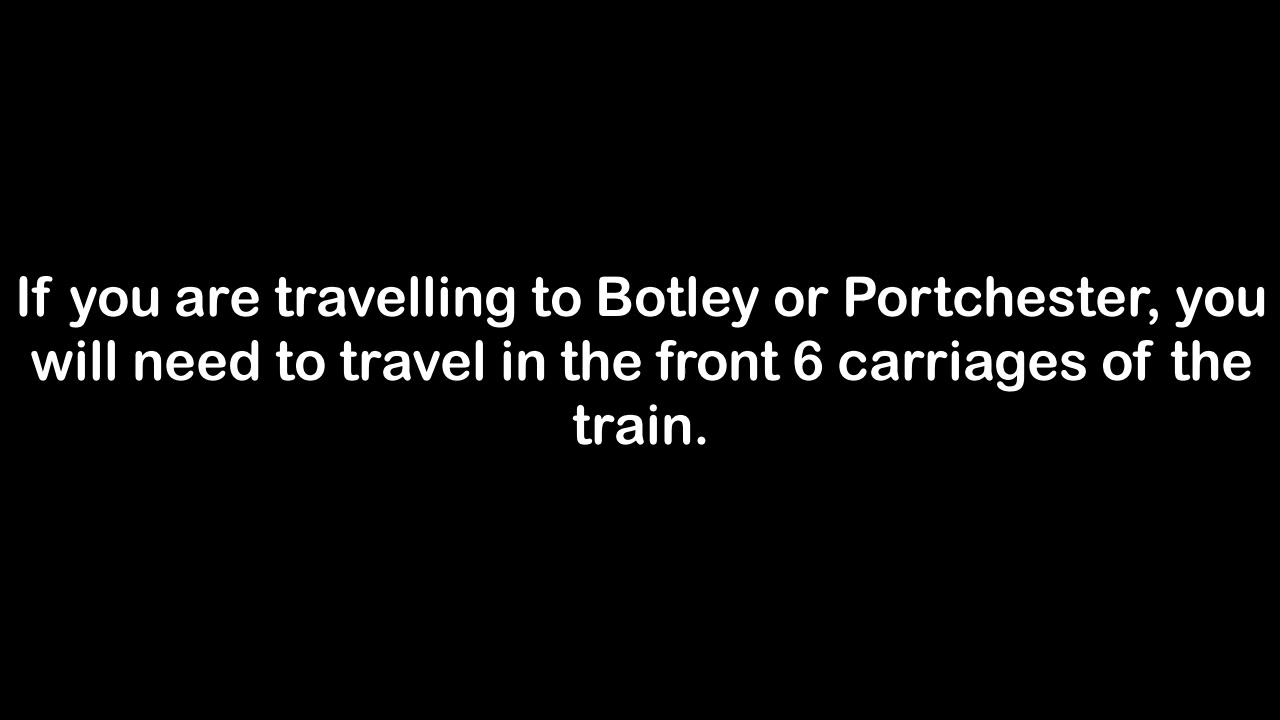 If you are travelling to Botley or Portchester, you
will need to travel in the front 6 carriages of the
train.